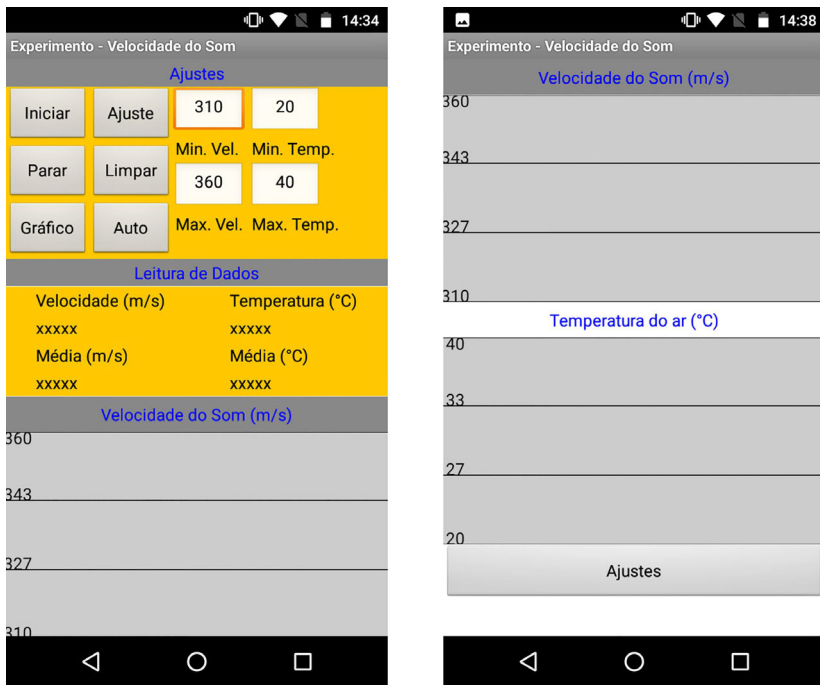 14:34
Experimento - Velocidade do Som
Ajustes
Iniciar Ajuste 310 20
Min. Vel. Min. Temp.
Parar Limpar 360 40
Max. Vel. Max. Temp.
Gráfico Auto
Leitura de Dados
Velocidade (m/s) Temperatura (°C)
xxxxx xxxxx
Média (m/s) Média (°C)
xxxxx xxxxx
Velocidade do Som (m/s)
360
343
327
310
14:38
Experimento - Velocidade do Som
Velocidade do Som (m/s)
360
343
327
310
Temperatura do ar (°C)
40
33
27
20
Ajustes